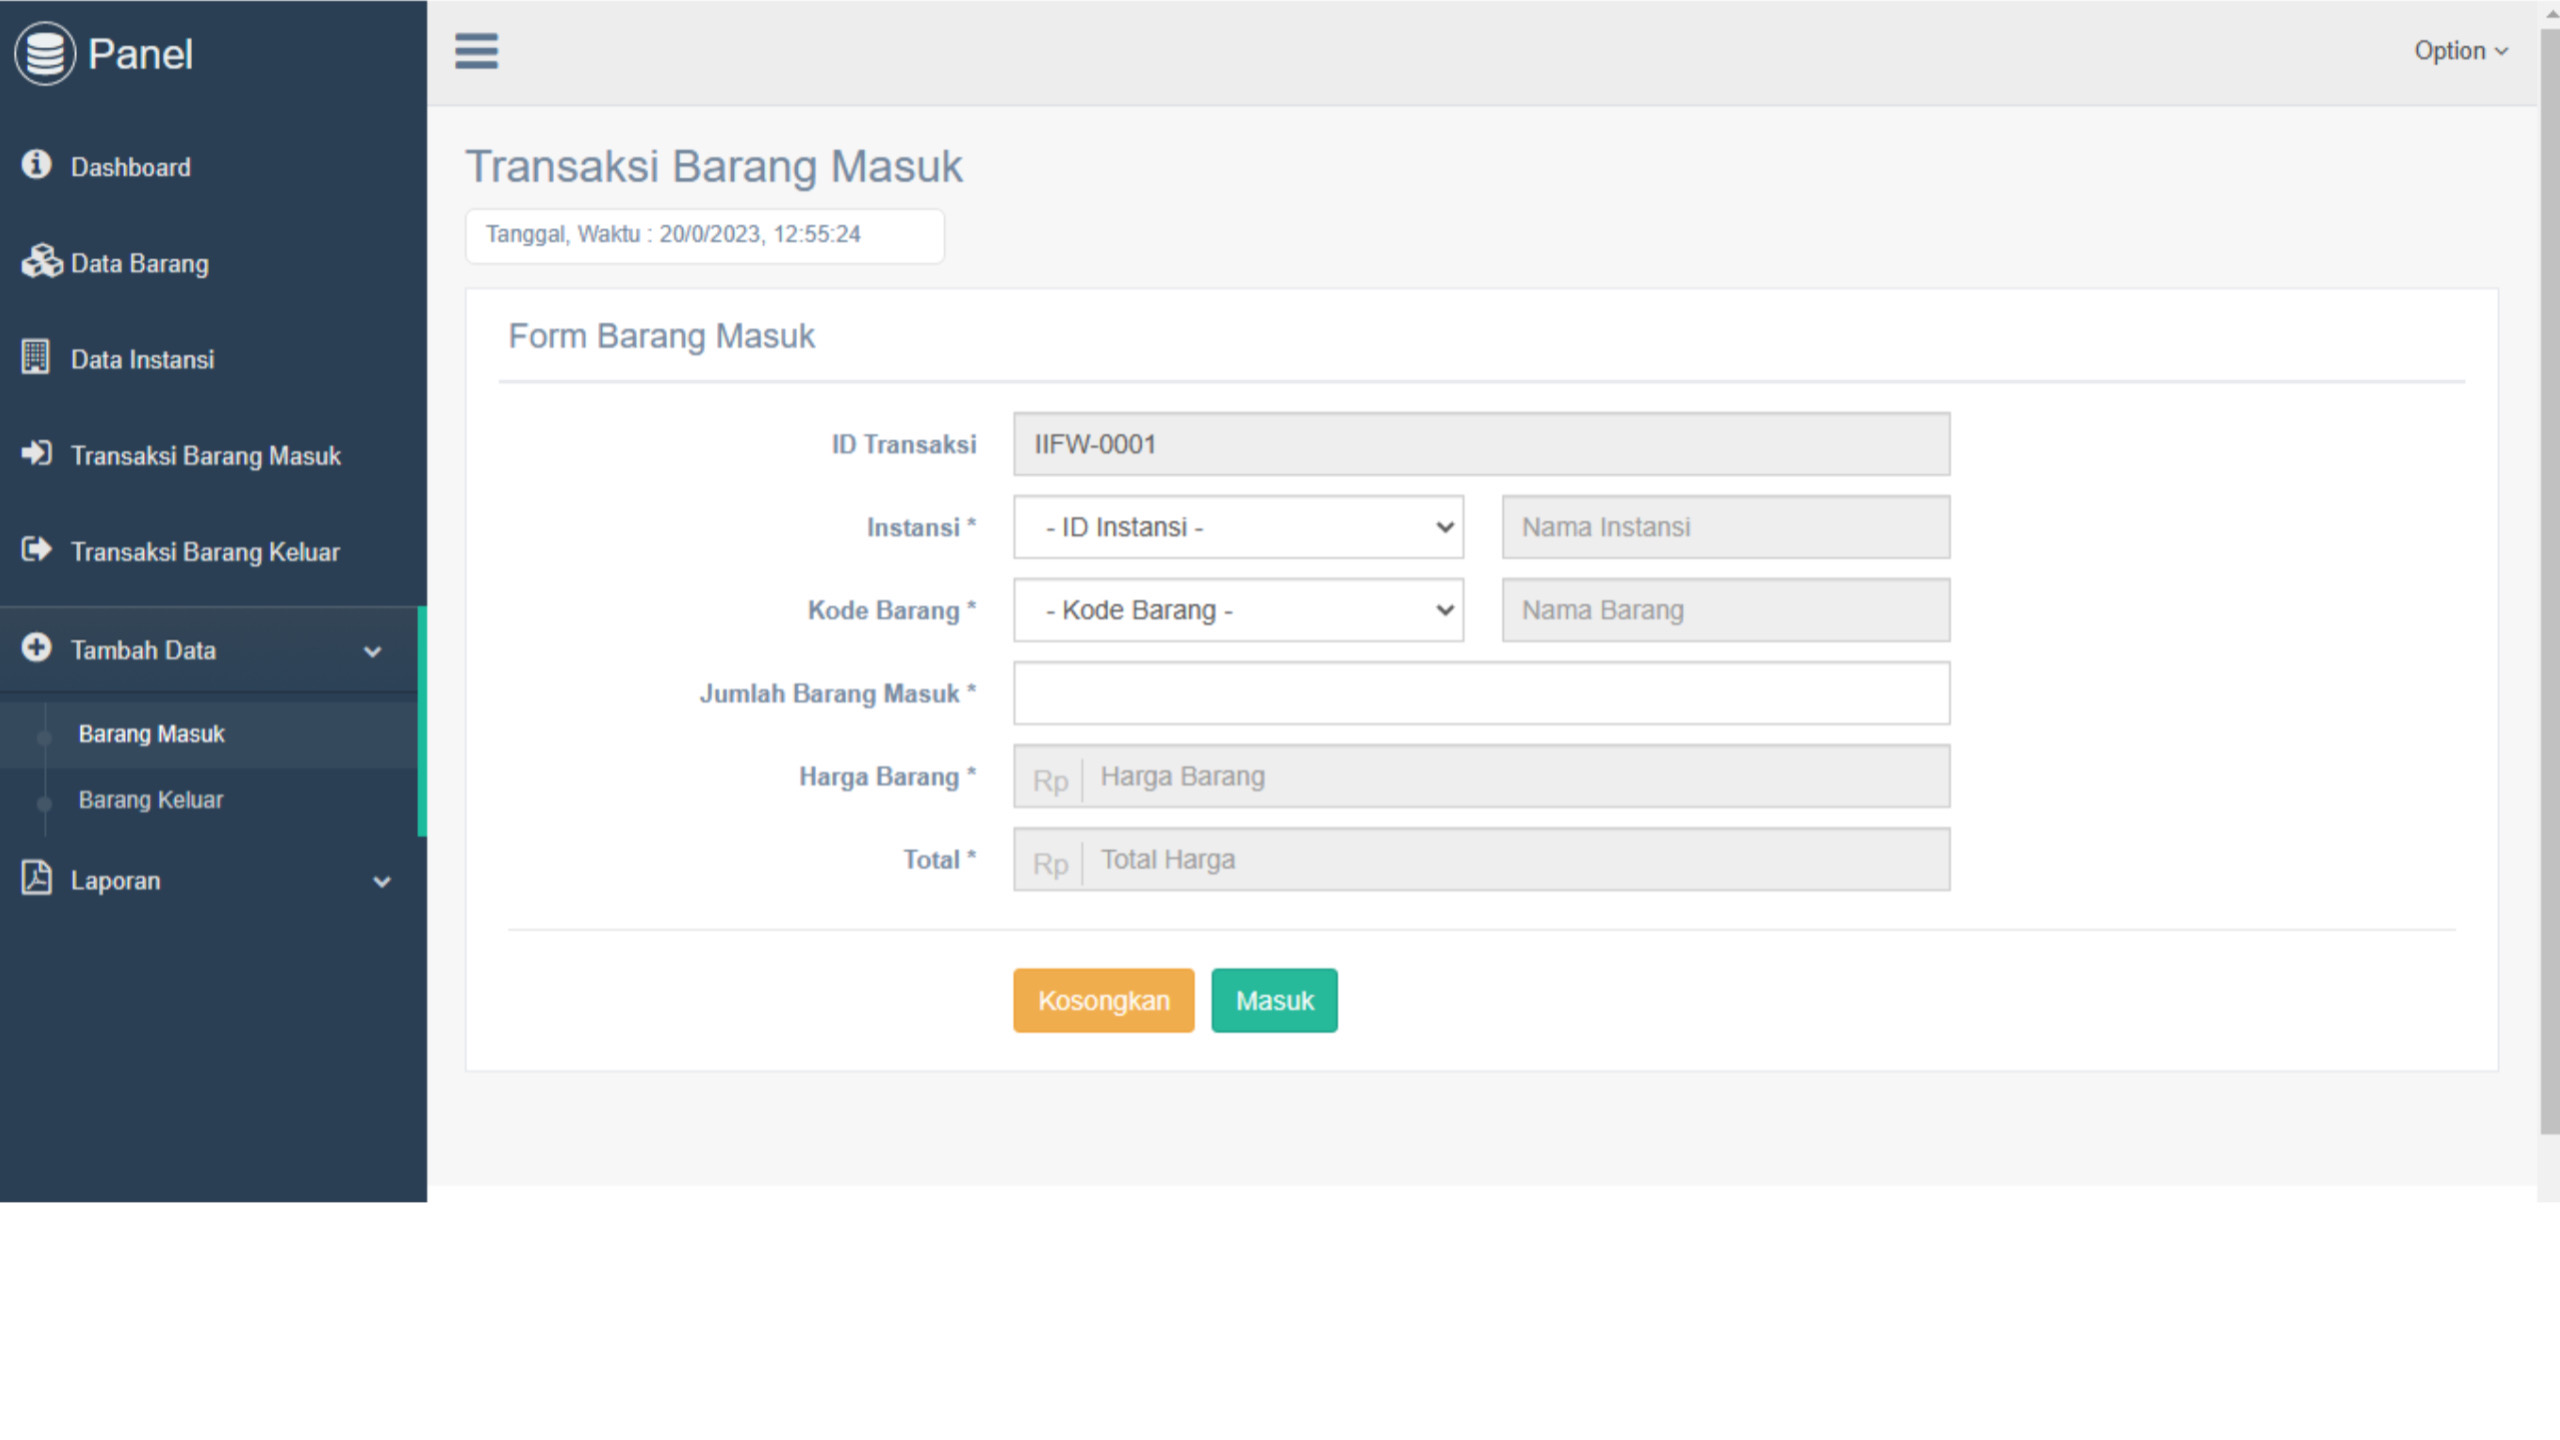 Panel
Option
Dashboard
Data Barang
Data Instansi
Transaksi Barang Masuk
Transaksi Barang Keluar
Tambah Data
Barang Masuk
Barang Keluar
Laporan
Transaksi Barang Masuk
Tanggal, Waktu : 20/0/2023, 12:55:24
Form Barang Masuk
ID Transaksi IIFW-0001
Instansi * - ID Instansi - Nama Instansi
Kode Barang * - Kode Barang - Nama Barang
Jumlah Barang Masuk *
Harga Barang * Rp Harga Barang
Total * Rp Total Harga
Kosongkan Masuk